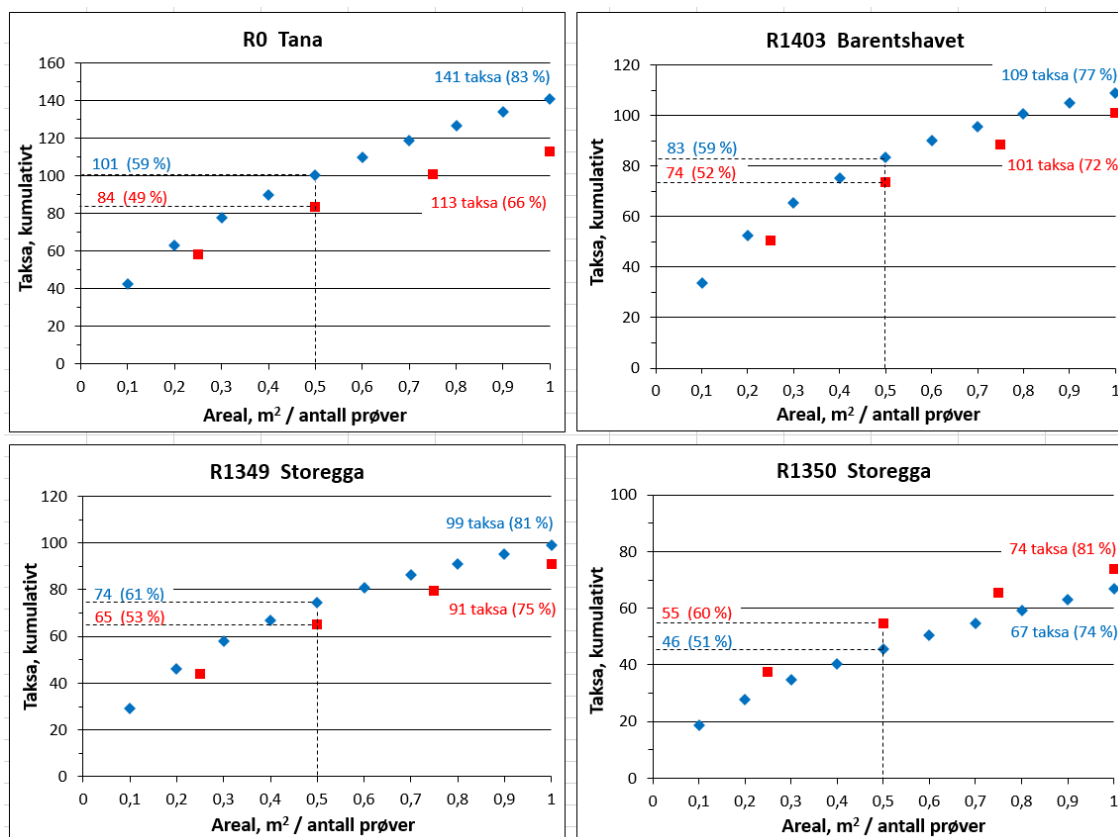 R0 Tana
160
140
120
100
80
60
40
20
0
Taksa, kumulativt
141 taksa (83 %)
101 (59 %)
84 (49 %)
113 taksa (66 %)
0 0,1 0,2 0,3 0,4 0,5 0,6 0,7 0,8 0,9 1
Areal, m² / antall prøver
R1403 Barentshavet
120
100
80
60
40
20
0
Taksa, kumulativt
109 taksa (77 %)
83 (59 %)
74 (52 %)
101 taksa (72 %
0 0,1 0,2 0,3 0,4 0,5 0,6 0,7 0,8 0,9 1
Areal, m² / antall prøver
R1349 Storegga
120
100
80
60
40
20
0
Taksa, kumulativt
99 taksa (81 %)
74 (61 %)
65 (53 %)
91 taksa (75 %)
0 0,1 0,2 0,3 0,4 0,5 0,6 0,7 0,8 0,9 1
Areal, m² / antall prøver
R1350 Storegga
100
80
60
40
20
0
Taksa, kumulativt
74 taksa (81 %)
55 (60 %)
46 (51 %)
67 taksa (74 %)
0 0,1 0,2 0,3 0,4 0,5 0,6 0,7 0,8 0,9 1
Areal, m² / antall prøver